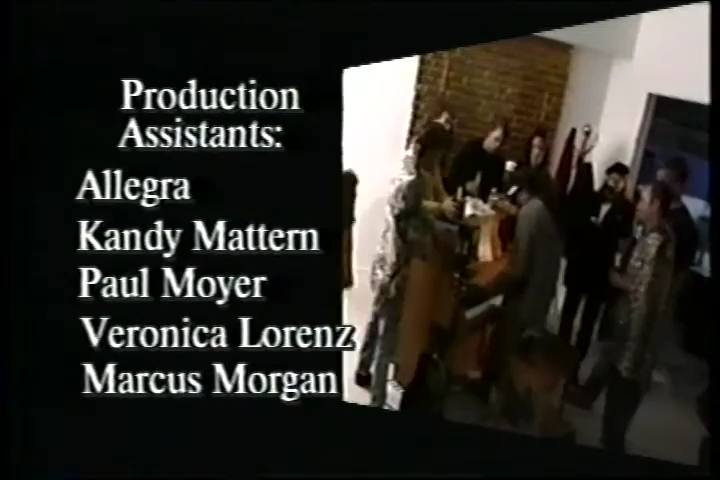 Production
Assistants:
Allegra
Kandy Mattern
Paul Moyer
Veronica Lorenz
Marcus Morgan